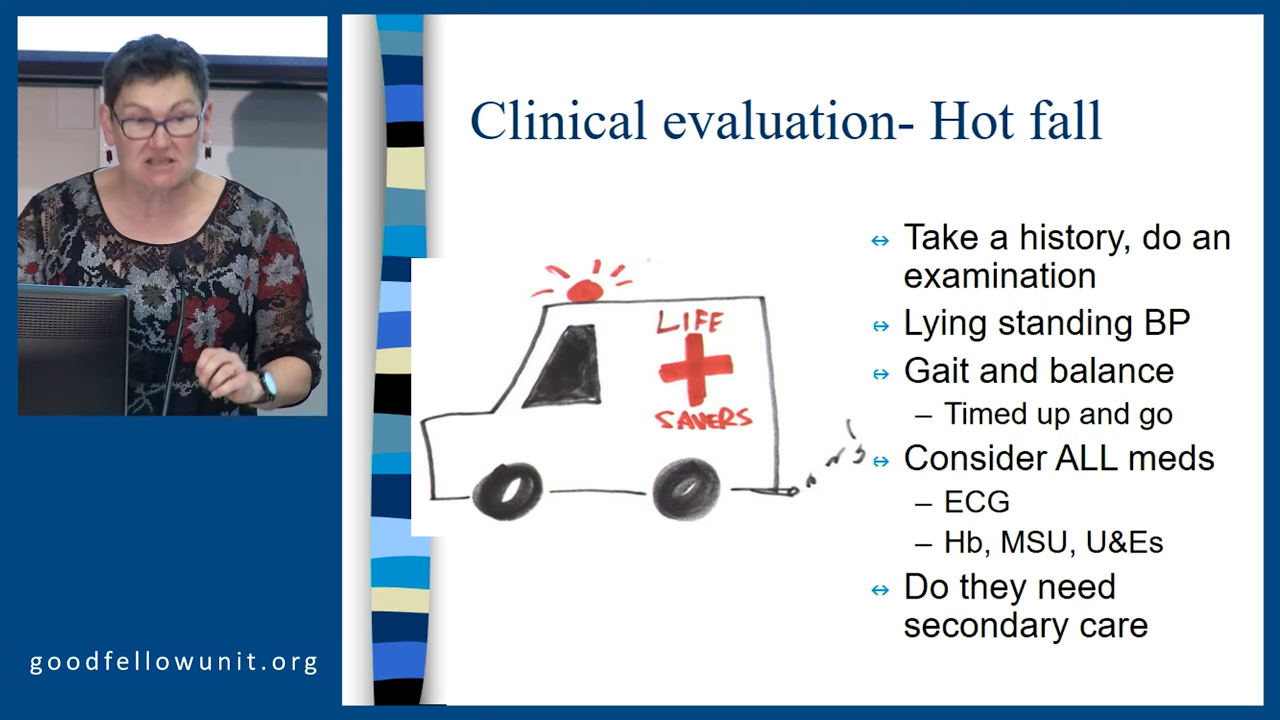 Clinical evaluation- Hot fall
LIFE
SAVERS
Take a history, do an
examination
Lying standing BP
Gait and balance
– Timed up and go
Consider ALL meds
– ECG
– Hb, MSU, U&Es
Do they need
secondary care
goodfellowunit.org